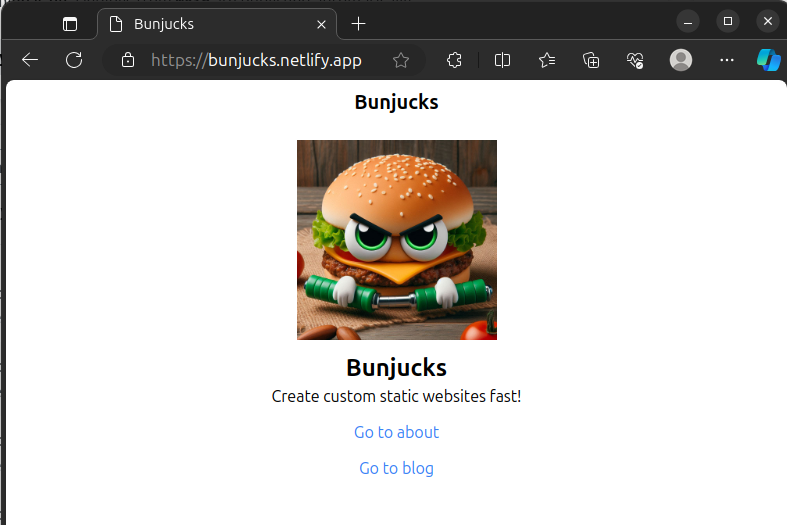 Bunjucks
https://bunjucks.netlify.app
Bunjucks
Bunjucks
Create custom static websites fast!
Go to about
Go to blog